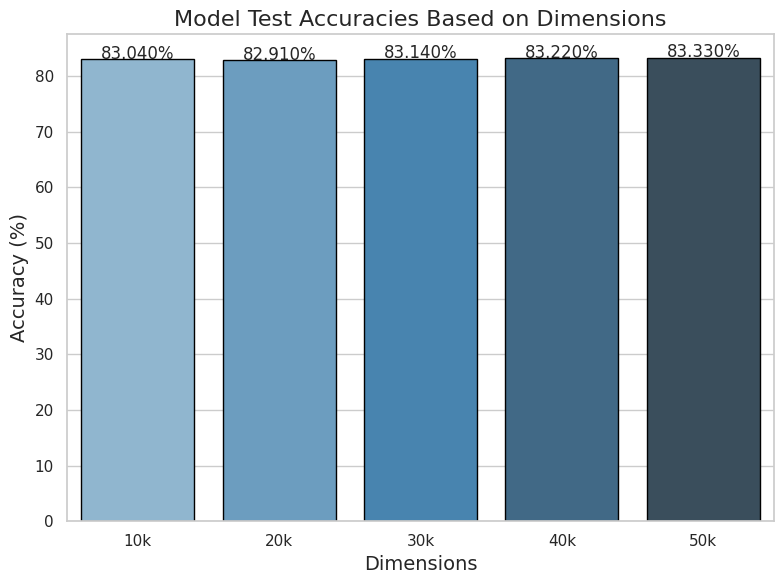 Model Test Accuracies Based on Dimensions
83.040% 82.910% 83.140% 83.220% 83.330%
Accuracy (%)
80
70
60
50
40
30
20
10
0
10k 20k 30k 40k 50k
Dimensions